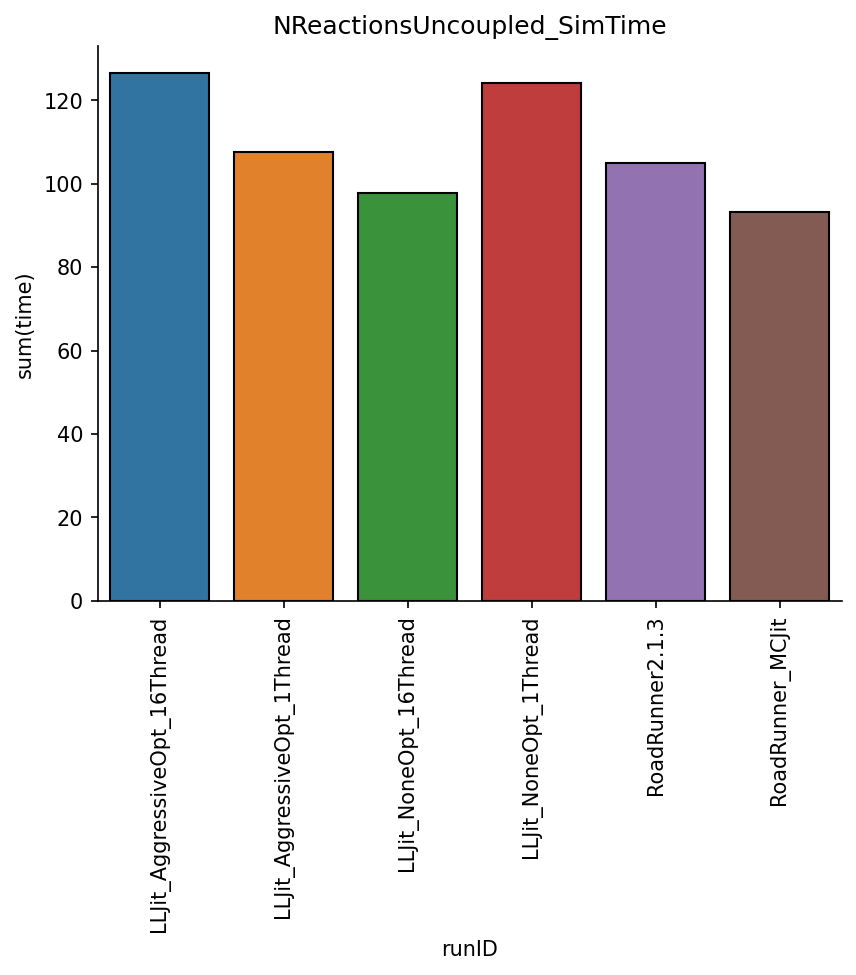 NReactionsUncoupled_SimTime
120
100
80
60
40
20
0
sum(time)
LLJit_AggressiveOpt_16Thread
LLJit_AggressiveOpt_1Thread
LLJit_NoneOpt_16Thread
LLJit_NoneOpt_1Thread
RoadRunner2.1.3
RoadRunner_MCJit
runID